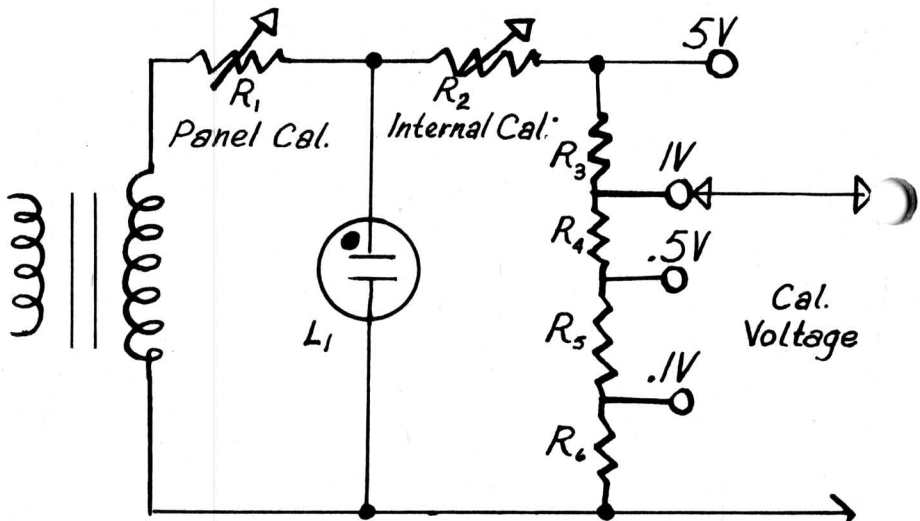 5V
R₁
R₂
Panel Cal.
Internal Cal.
R₃
1V
R₄
.5V
L₁
R₅
Cal.
Voltage
.1V
R₆